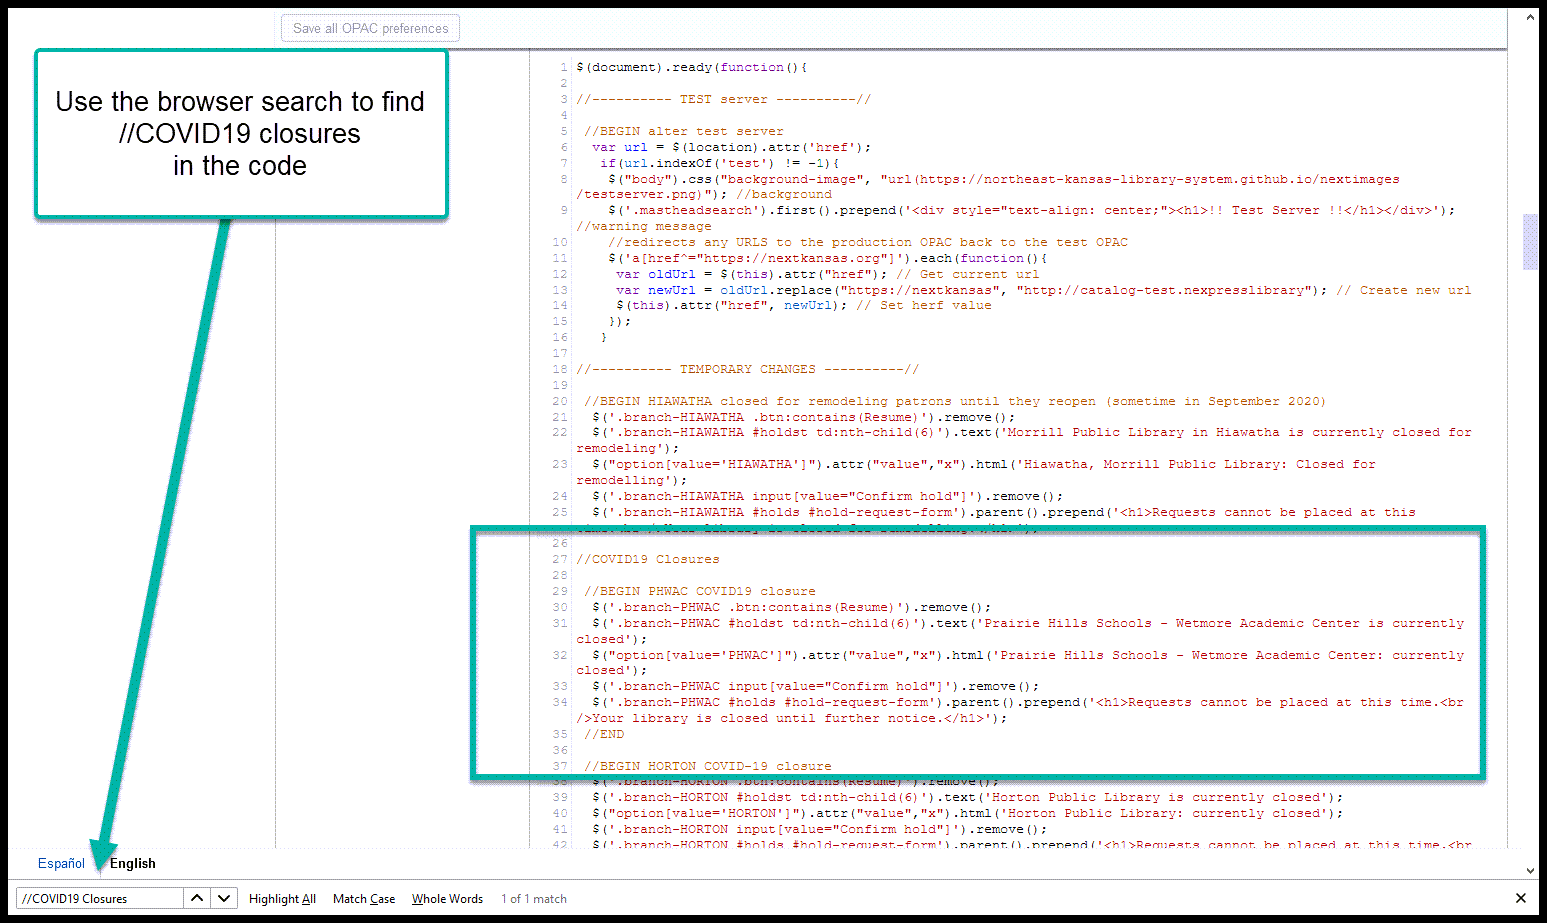 Save all OPAC preferences
Use the browser search to find
//COVID19 closures
in the code
1 $(document).ready(function(){
2
3 //---------- TEST server ----------//
4
5 //BEGIN alter test server
6 var url = $(location).attr('href');
7 if(url.indexOf('test') != -1){
8 $("body").css("background-image", "url(https://northeast-kansas-library-system.github.io/nextimages
/testserver.png)"); //background
9 $('.mastheadsearch').first().prepend('<div style="text-align: center;"><h1>!! Test Server !!</h1></div>');
//warning message
10 //redirects any URLS to the production OPAC back to the test OPAC
11 $('a[href^="https://nextkansas.org"]').each(function(){
12 var oldUrl = $(this).attr("href"); // Get current url
13 var newUrl = oldUrl.replace("https://nextkansas", "http://catalog-test.nexpresslibrary"); // Create new url
14 $(this).attr("href", newUrl); // Set herf value
15 });
16 }
17
18 //---------- TEMPORARY CHANGES ----------//
19
20 //BEGIN HIAWATHA closed for remodeling patrons until they reopen (sometime in September 2020)
21 $('.branch-HIAWATHA .btn:contains(Resume)').remove();
22 $('.branch-HIAWATHA #holdst td:nth-child(6)').text('Morrill Public Library in Hiawatha is currently closed for
remodeling');
23 $("option[value='HIAWATHA']").attr("value","x").html('Hiawatha, Morrill Public Library: Closed for
remodelling');
24 $('.branch-HIAWATHA input[value="Confirm hold"]').remove();
25 $('.branch-HIAWATHA #holds #hold-request-form').parent().prepend('<h1>Requests cannot be placed at this
26
27 //COVID19 Closures
28
29 //BEGIN PHWAC COVID19 closure
30 $('.branch-PHWAC .btn:contains(Resume)').remove();
31 $('.branch-PHWAC #holdst td:nth-child(6)').text('Prairie Hills Schools - Wetmore Academic Center is currently
closed');
32 $("option[value='PHWAC']").attr("value","x").html('Prairie Hills Schools - Wetmore Academic Center: currently
closed');
33 $('.branch-PHWAC input[value="Confirm hold"]').remove();
34 $('.branch-PHWAC #holds #hold-request-form').parent().prepend('<h1>Requests cannot be placed at this time.<br
/>Your library is closed until further notice.</h1>');
35 //END
36
37 //BEGIN HORTON COVID-19 closure
38 $('.branch-HORTON .btn:contains(Resume)').remove();
39 $('.branch-HORTON #holdst td:nth-child(6)').text('Horton Public Library is currently closed');
40 $("option[value='HORTON']").attr("value","x").html('Horton Public Library: currently closed');
41 $('.branch-HORTON input[value="Confirm hold"]').remove();
42 $('.branch-HORTON #holds #hold-request-form').parent().prepend('<h1>Requests cannot be placed at this time.<br
Español English
//COVID19 Closures Highlight All Match Case Whole Words 1 of 1 match